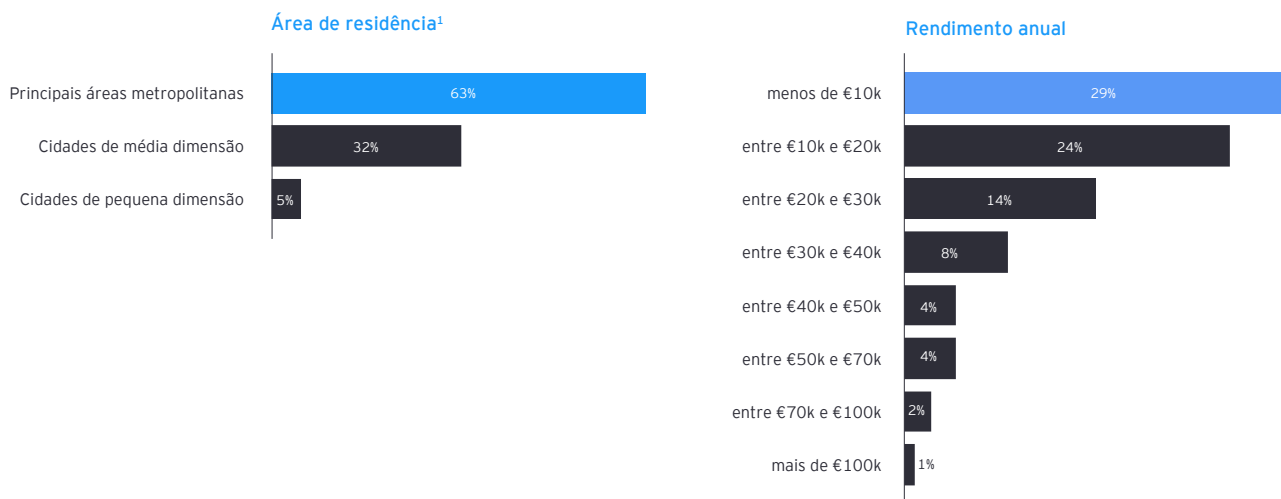 Área de residência¹
Principais áreas metropolitanas 63%
Cidades de média dimensão 32%
Cidades de pequena dimensão 5%
Rendimento anual
menos de €10k 29%
entre €10k e €20k 24%
entre €20k e €30k 14%
entre €30k e €40k 8%
entre €40k e €50k 4%
entre €50k e €70k 4%
entre €70k e €100k 2%
mais de €100k 1%